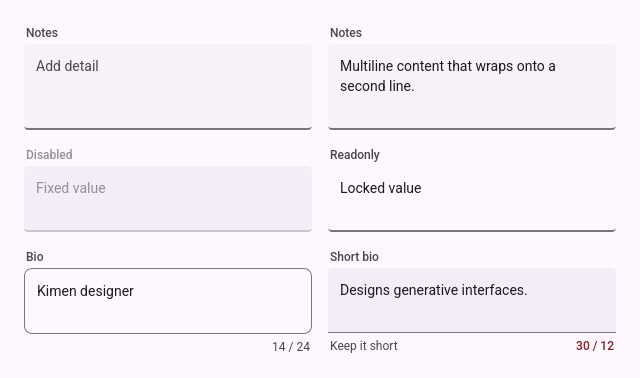 Notes
Add detail
Notes
Multiline content that wraps onto a
second line.
Disabled
Fixed value
Readonly
Locked value
Bio
Kimen designer
14 / 24
Short bio
Designs generative interfaces.
Keep it short
30 / 12